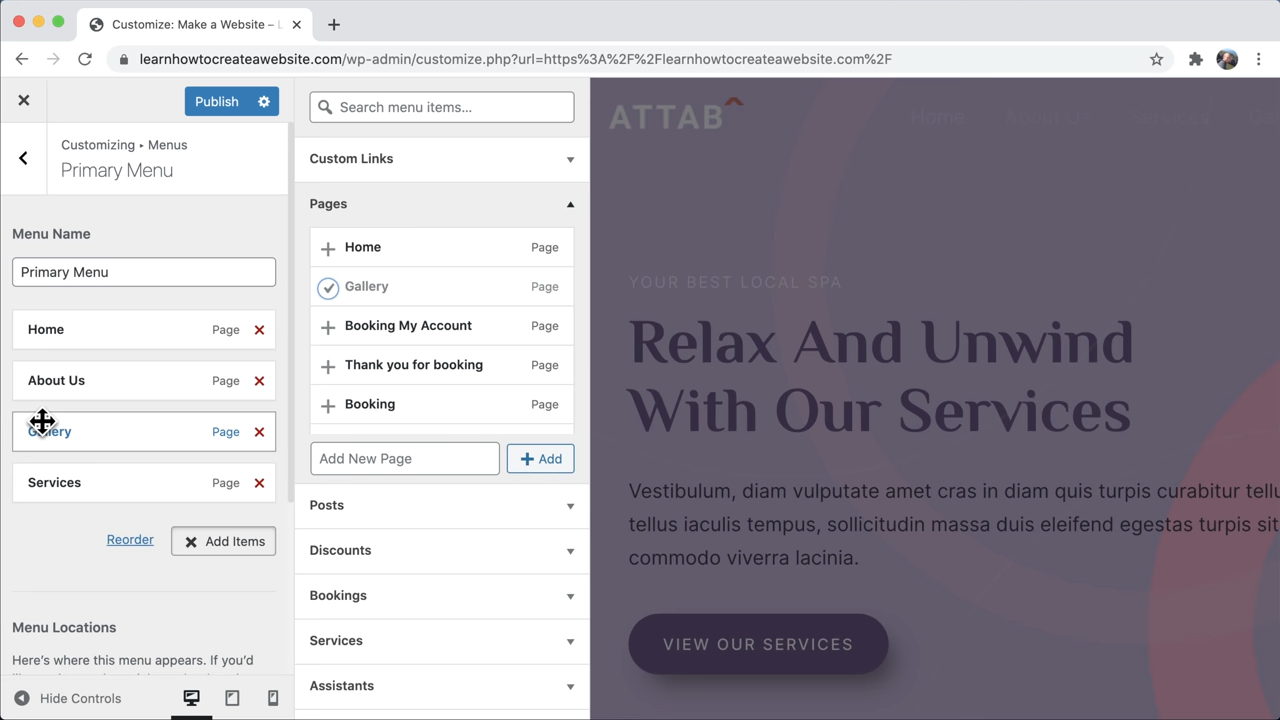 Customize: Make a Website – L
learnhowtocreateawebsite.com/wp-admin/customize.php?url=https%3A%2F%2Flearnhowtocreateawebsite.com%2F
Publish
Customizing ▸ Menus
Primary Menu
Menu Name
Primary Menu
Home Page
About Us Page
Gallery Page
Services Page
Reorder
Add Items
Menu Locations
Here's where this menu appears. If you'd
Hide Controls
Search menu items...
Custom Links
Pages
Home Page
Gallery Page
Booking My Account Page
Thank you for booking Page
Booking Page
Add New Page
Add
Posts
Discounts
Bookings
Services
Assistants
ATTAB
Home
YOUR BEST LOCAL SPA
Relax And Unwind
With Our Services
Vestibulum, diam vulputate amet cras in diam quis turpis curabitur tellu
tellus iaculis tempus, sollicitudin massa duis eleifend egestas turpis sit
commodo viverra lacinia.
VIEW OUR SERVICES